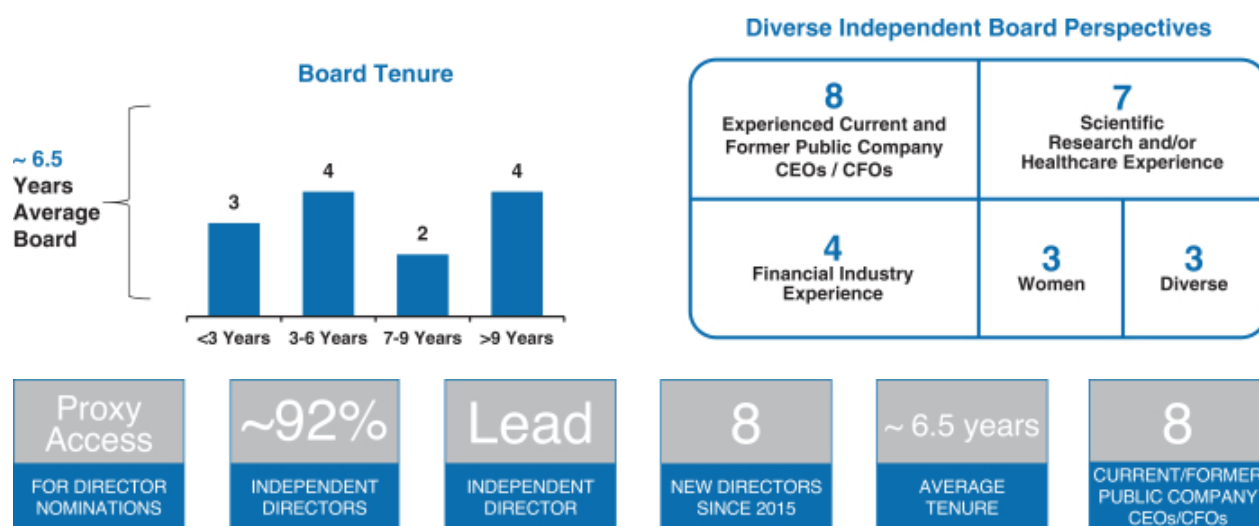 Diverse Independent Board Perspectives
Board Tenure
~ 6.5
Years
Average
Board
3
4
2
4
<3 Years
3-6 Years
7-9 Years
>9 Years
8
Experienced Current and
Former Public Company
CEOs / CFOs
7
Scientific
Research and/or
Healthcare Experience
4
Financial Industry
Experience
3
Women
3
Diverse
Proxy
Access
FOR DIRECTOR
NOMINATIONS
~92%
INDEPENDENT
DIRECTORS
Lead
INDEPENDENT
DIRECTOR
8
NEW DIRECTORS
SINCE 2015
~ 6.5 years
AVERAGE
TENURE
8
CURRENT/FORMER
PUBLIC COMPANY
CEOs/CFOs